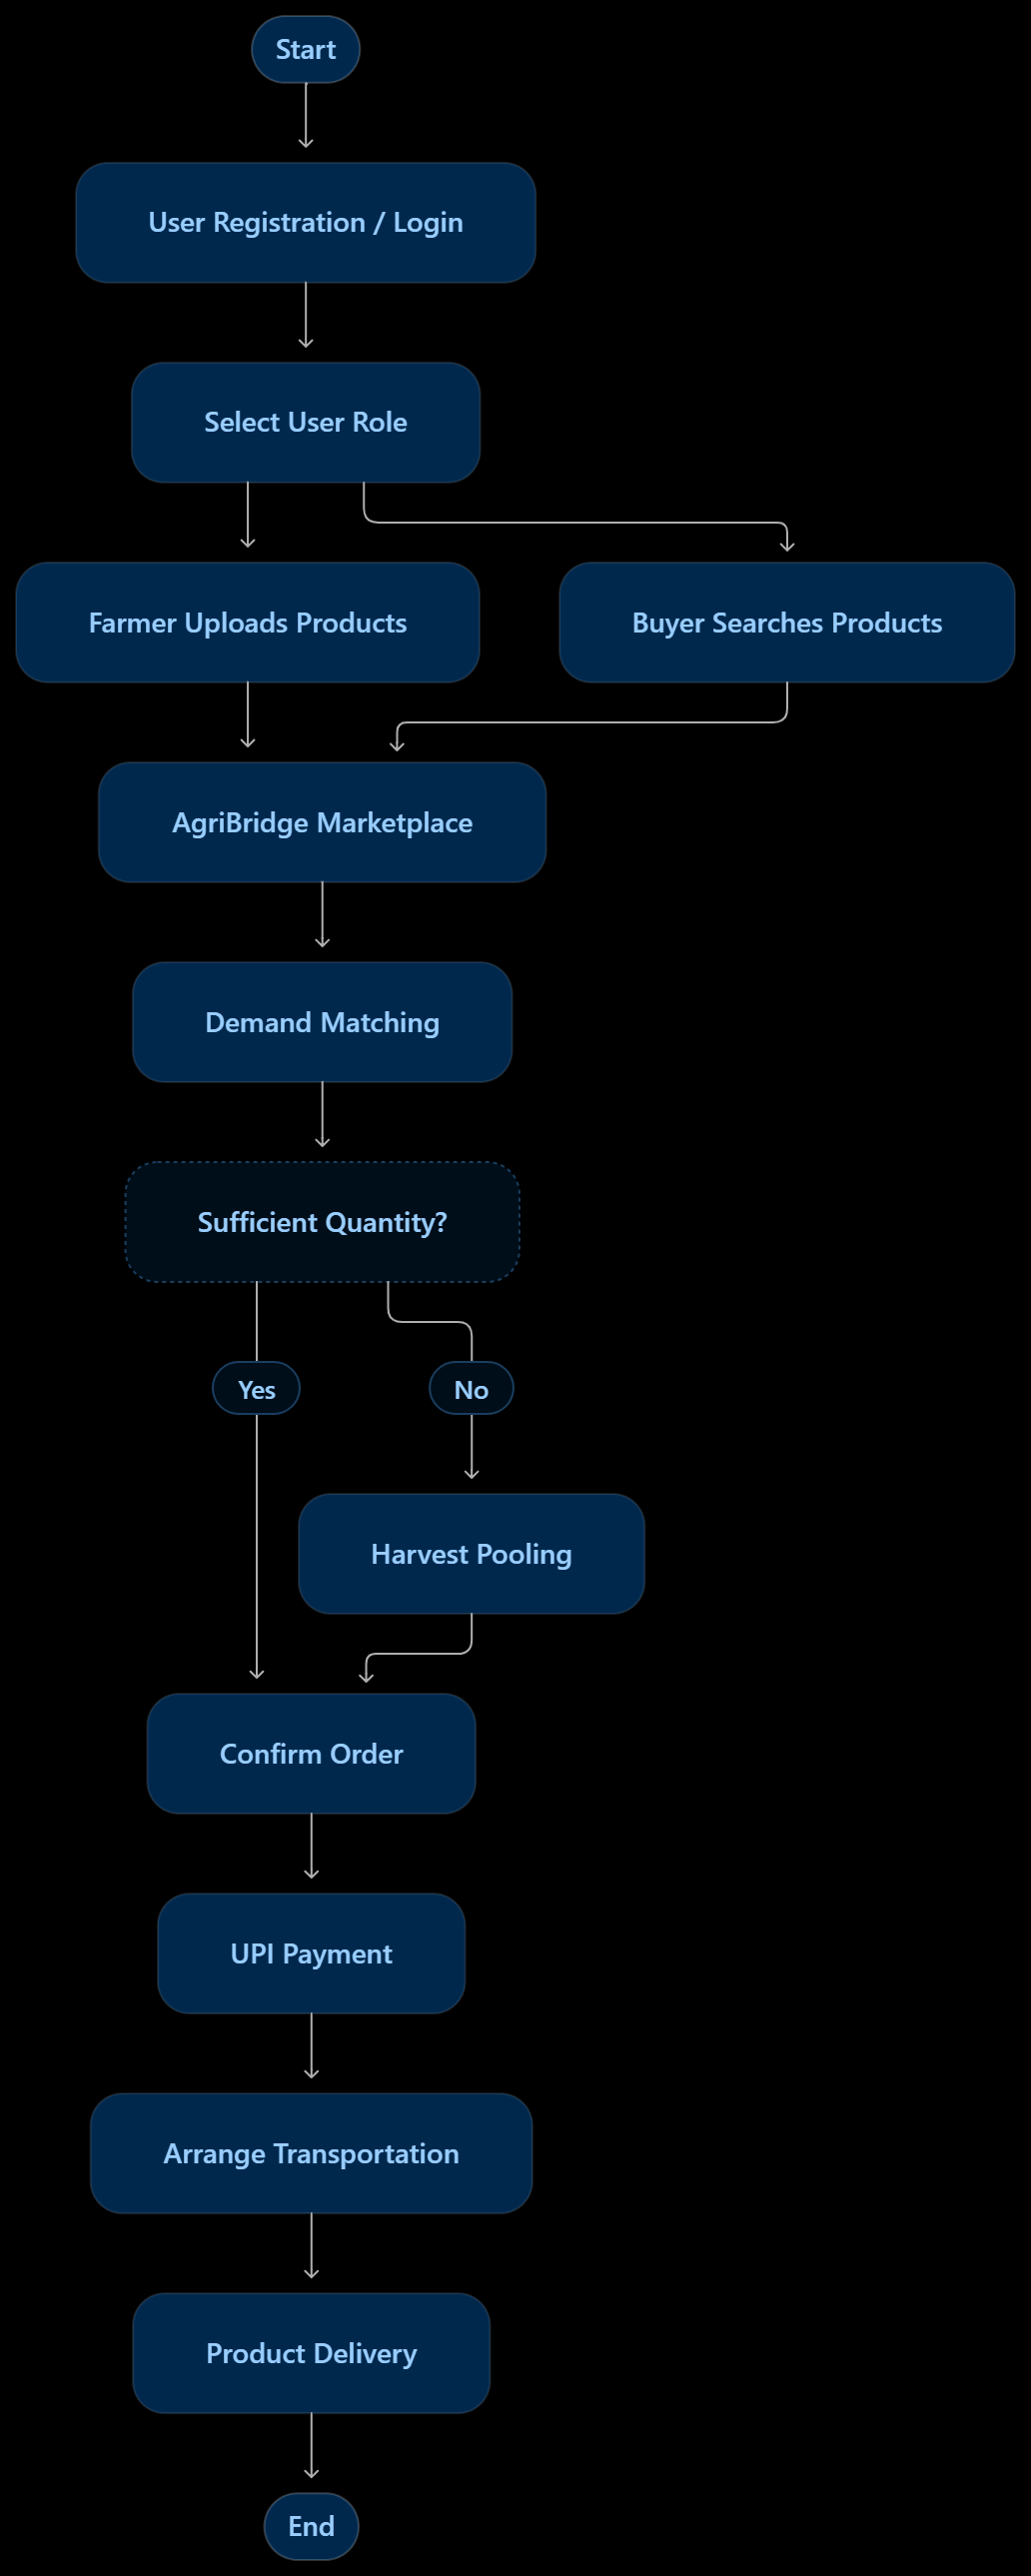 Start
User Registration / Login
Select User Role
Farmer Uploads Products
Buyer Searches Products
AgriBridge Marketplace
Demand Matching
Sufficient Quantity?
Yes
No
Harvest Pooling
Confirm Order
UPI Payment
Arrange Transportation
Product Delivery
End